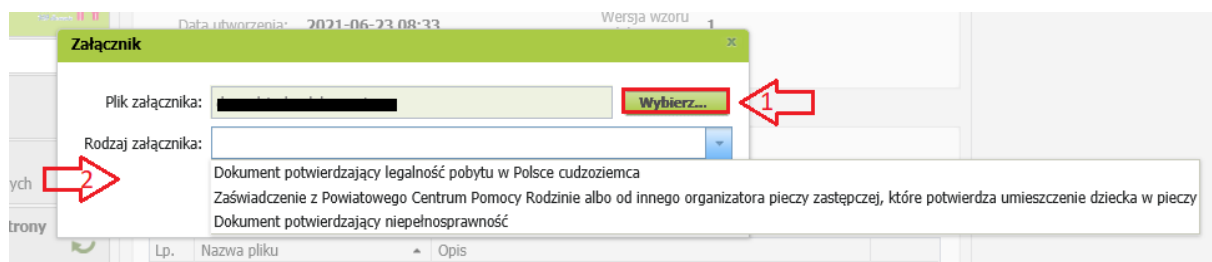 Data utworzenia: 2021-06-23 08:33
Wersja wzoru
1
Załącznik
x
Plik załącznika:
Wybierz...
1
Rodzaj załącznika:
Dokument potwierdzający legalność pobytu w Polsce cudzoziemca
2
ych
Zaświadczenie z Powiatowego Centrum Pomocy Rodzinie albo od innego organizatora pieczy zastępczej, które potwierdza umieszczenie dziecka w pieczy
Dokument potwierdzający niepełnosprawność
trony
Lp. Nazwa pliku Opis